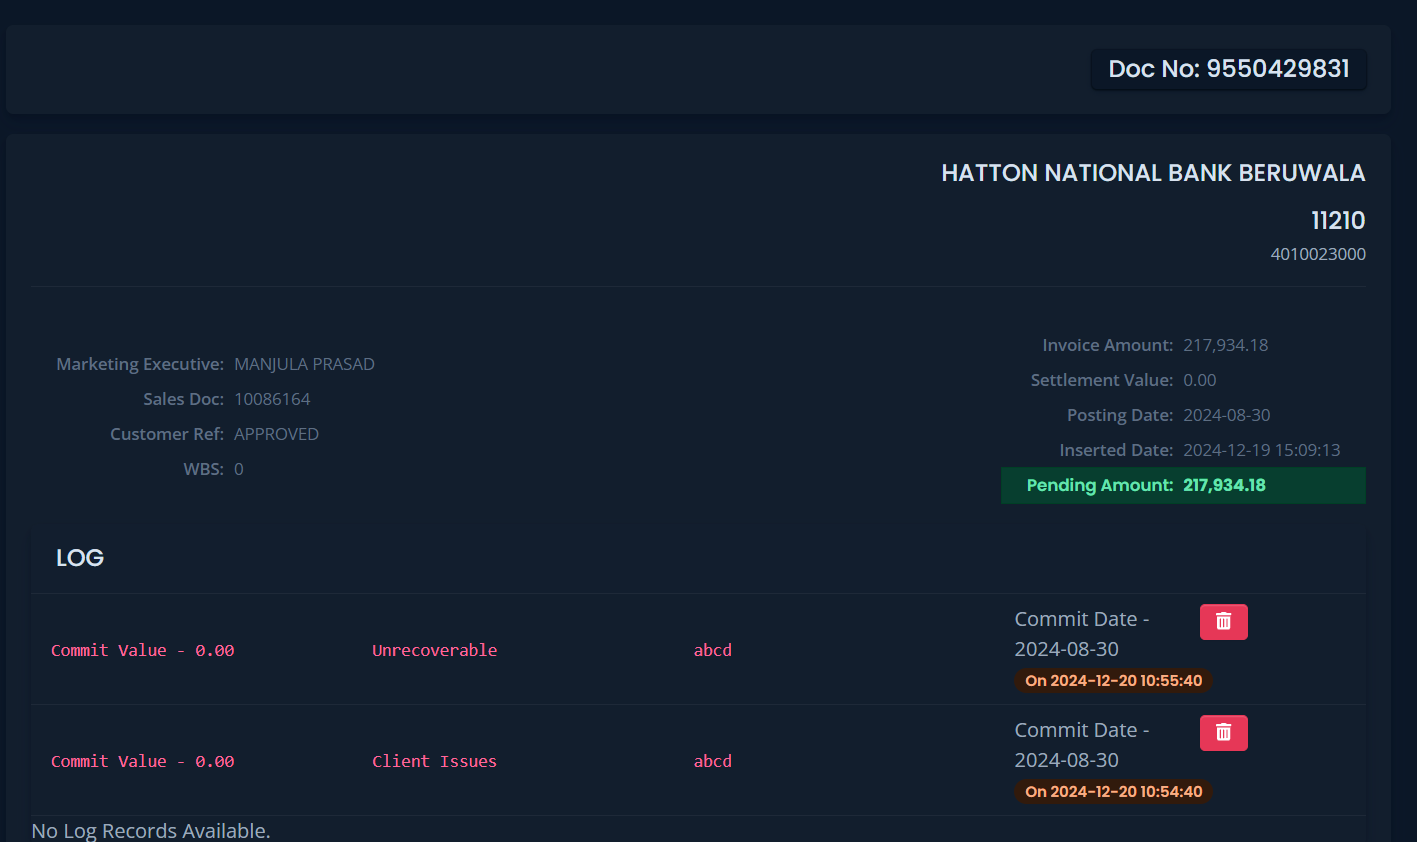 Doc No: 9550429831
HATTON NATIONAL BANK BERUWALA
11210
4010023000
Marketing Executive: MANJULA PRASAD
Sales Doc: 10086164
Customer Ref: APPROVED
WBS: 0
Invoice Amount: 217,934.18
Settlement Value: 0.00
Posting Date: 2024-08-30
Inserted Date: 2024-12-19 15:09:13
Pending Amount: 217,934.18
LOG
Commit Value - 0.00 Unrecoverable abcd
Commit Date -
2024-08-30
On 2024-12-20 10:55:40
Commit Value - 0.00 Client Issues abcd
Commit Date -
2024-08-30
On 2024-12-20 10:54:40
No Log Records Available.